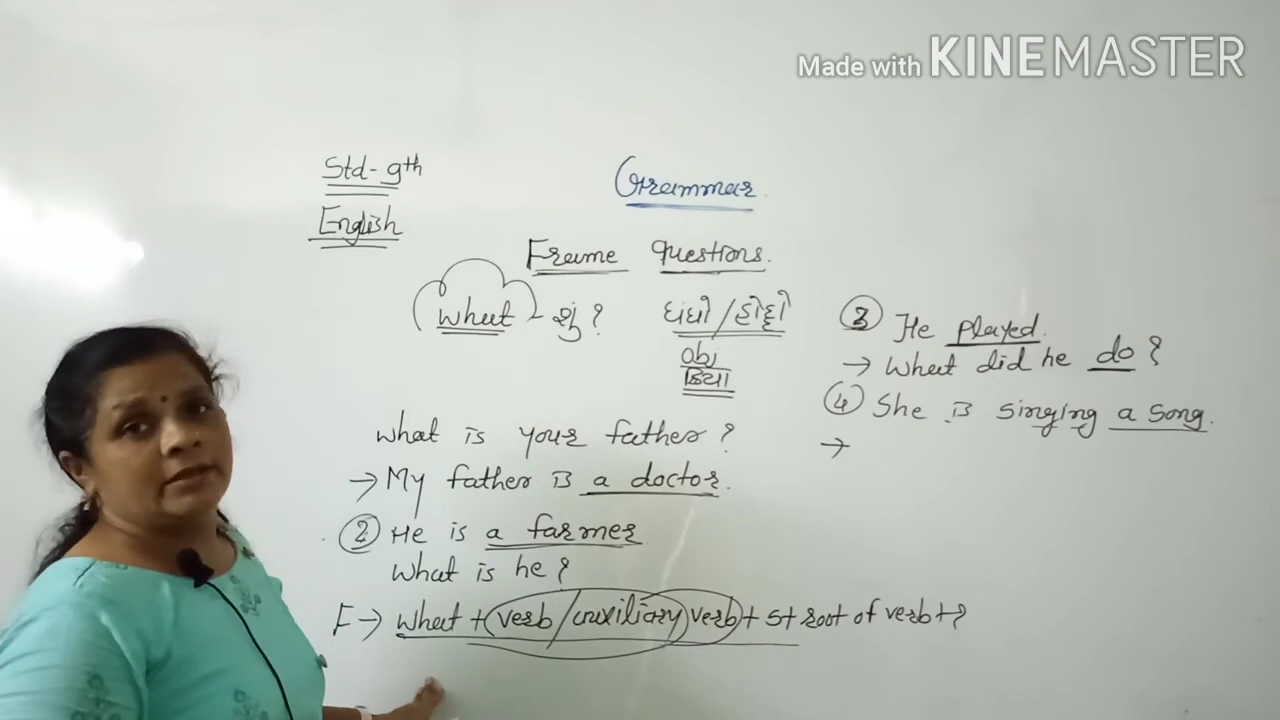 Made with KINEMASTER
Std- 9th
English
Grammar.
Frame Questions.
What - શું ?
ધંધો / હોદ્દો
obj
ક્રિયા
What is your father ?
→ My father is a doctor.
② He is a farmer
What is he ?
F → What + (verb / auxiliary) verb + S + root of verb + ?
③ He played.
→ What did he do ?
④ She is singing a song.
→